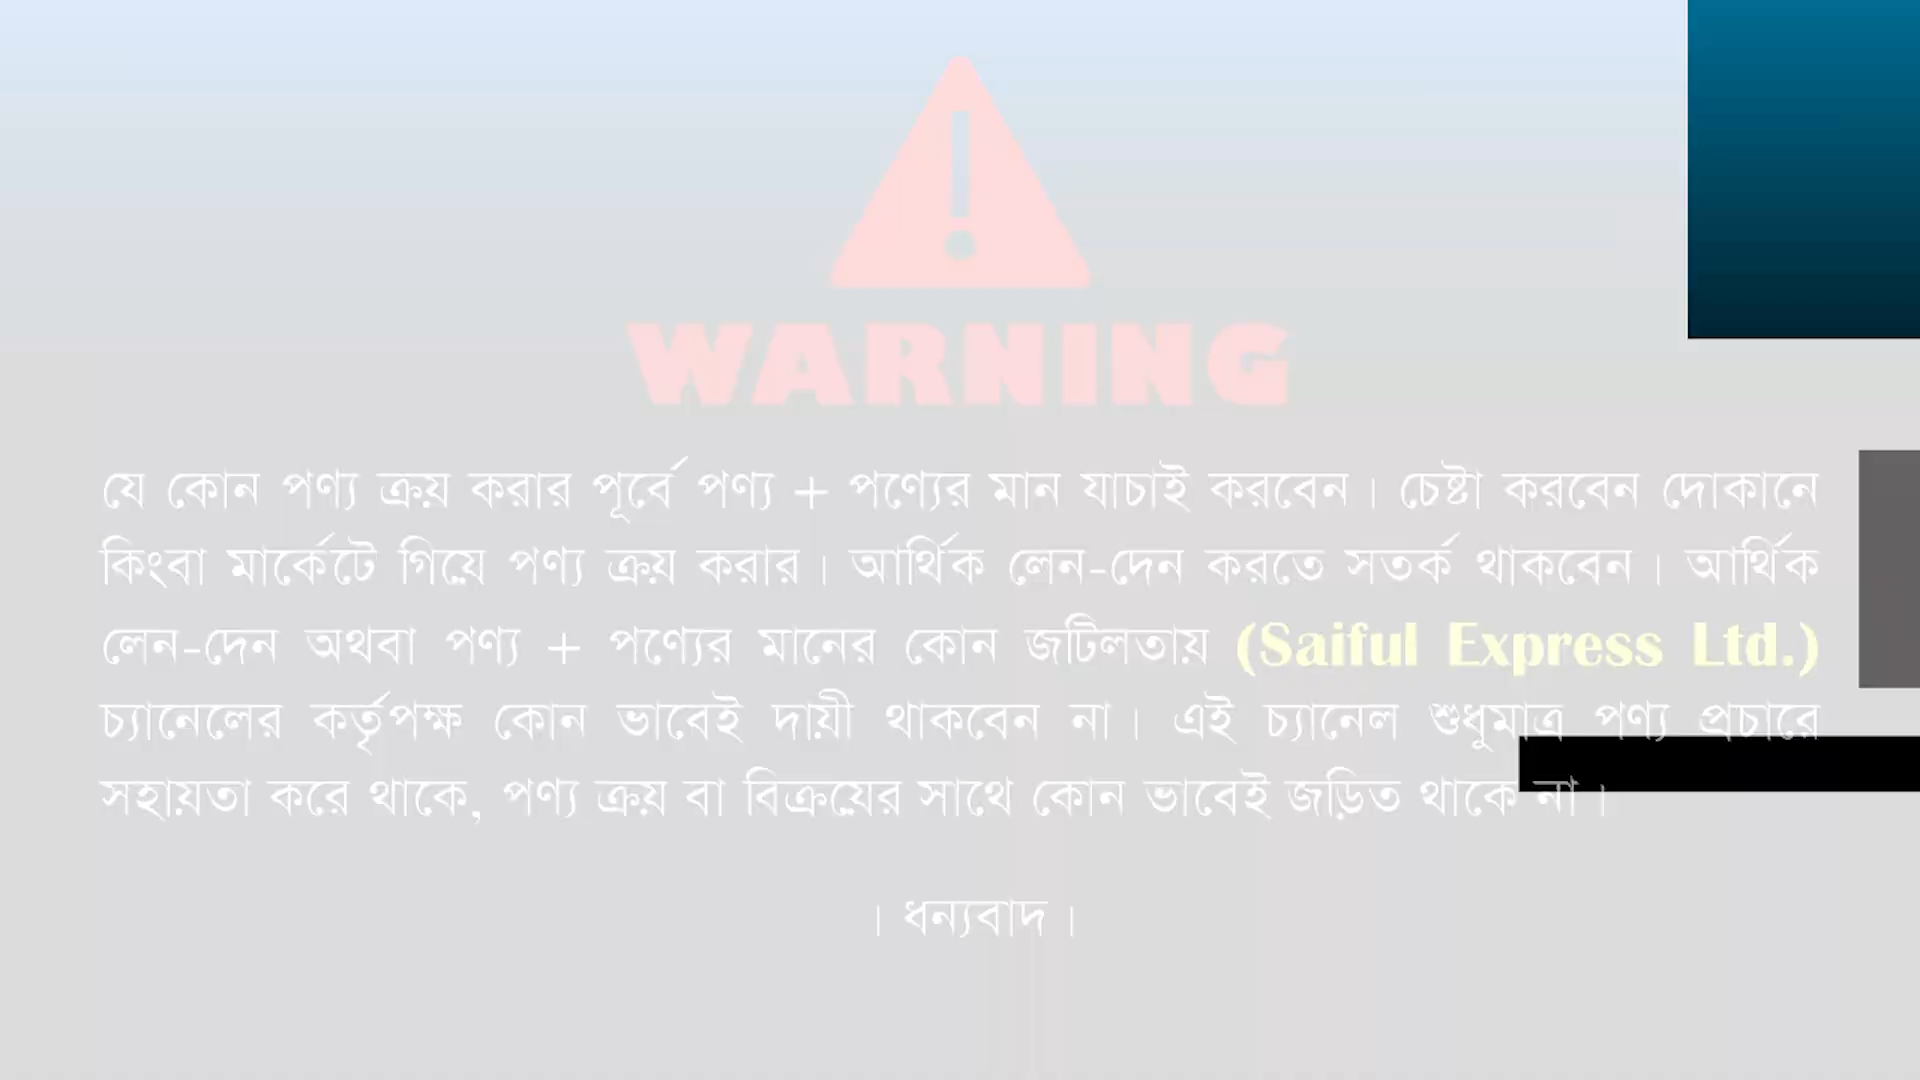 WARNING
যে কোন পণ্য ক্রয় করার পূর্বে পণ্য + পণ্যের মান যাচাই করবেন। চেষ্টা করবেন দোকানে
কিংবা মার্কেটে গিয়ে পণ্য ক্রয় করার। আর্থিক লেন-দেন করতে সতর্ক থাকবেন। আর্থিক
লেন-দেন অথবা পণ্য + পণ্যের মানের কোন জটিলতায় (Saiful Express Ltd.)
চ্যানেলের কর্তৃপক্ষ কোন ভাবেই দায়ী থাকবেন না। এই চ্যানেল শুধুমাত্র পণ্য প্রচারে
সহায়তা করে থাকে, পণ্য ক্রয় বা বিক্রয়ের সাথে কোন ভাবেই জড়িত থাকে না।
। ধন্যবাদ।